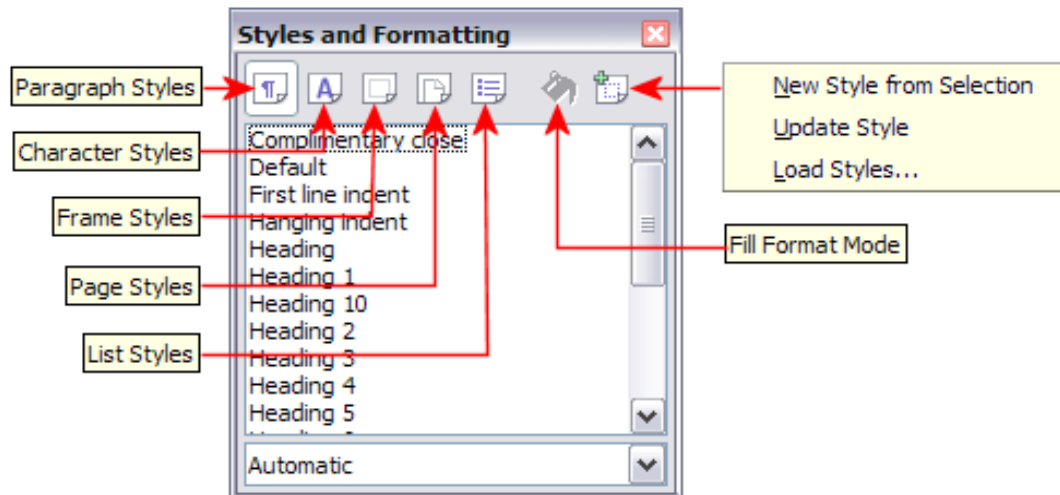 Styles and Formatting
Paragraph Styles
Character Styles
Frame Styles
Page Styles
List Styles
Complimentary close
Default
First line indent
Hanging indent
Heading
Heading 1
Heading 10
Heading 2
Heading 3
Heading 4
Heading 5
Automatic
New Style from Selection
Update Style
Load Styles...
Fill Format Mode